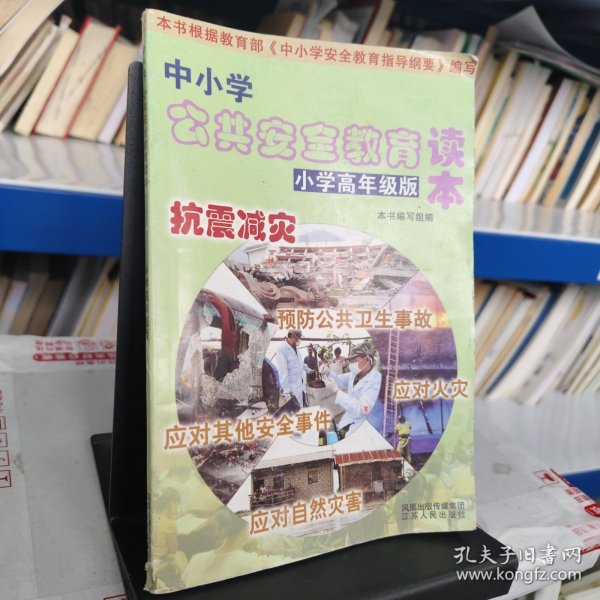 本书根据教育部《中小学安全教育指导纲要》编写
中小学
公共安全教育读本
小学高年级版
本书编写组编
抗震减灾
预防公共卫生事故
应对火灾
应对其他安全事件
应对自然灾害
凤凰出版传媒集团
江苏人民出版社
孔夫子旧书网
www.kongfz.com